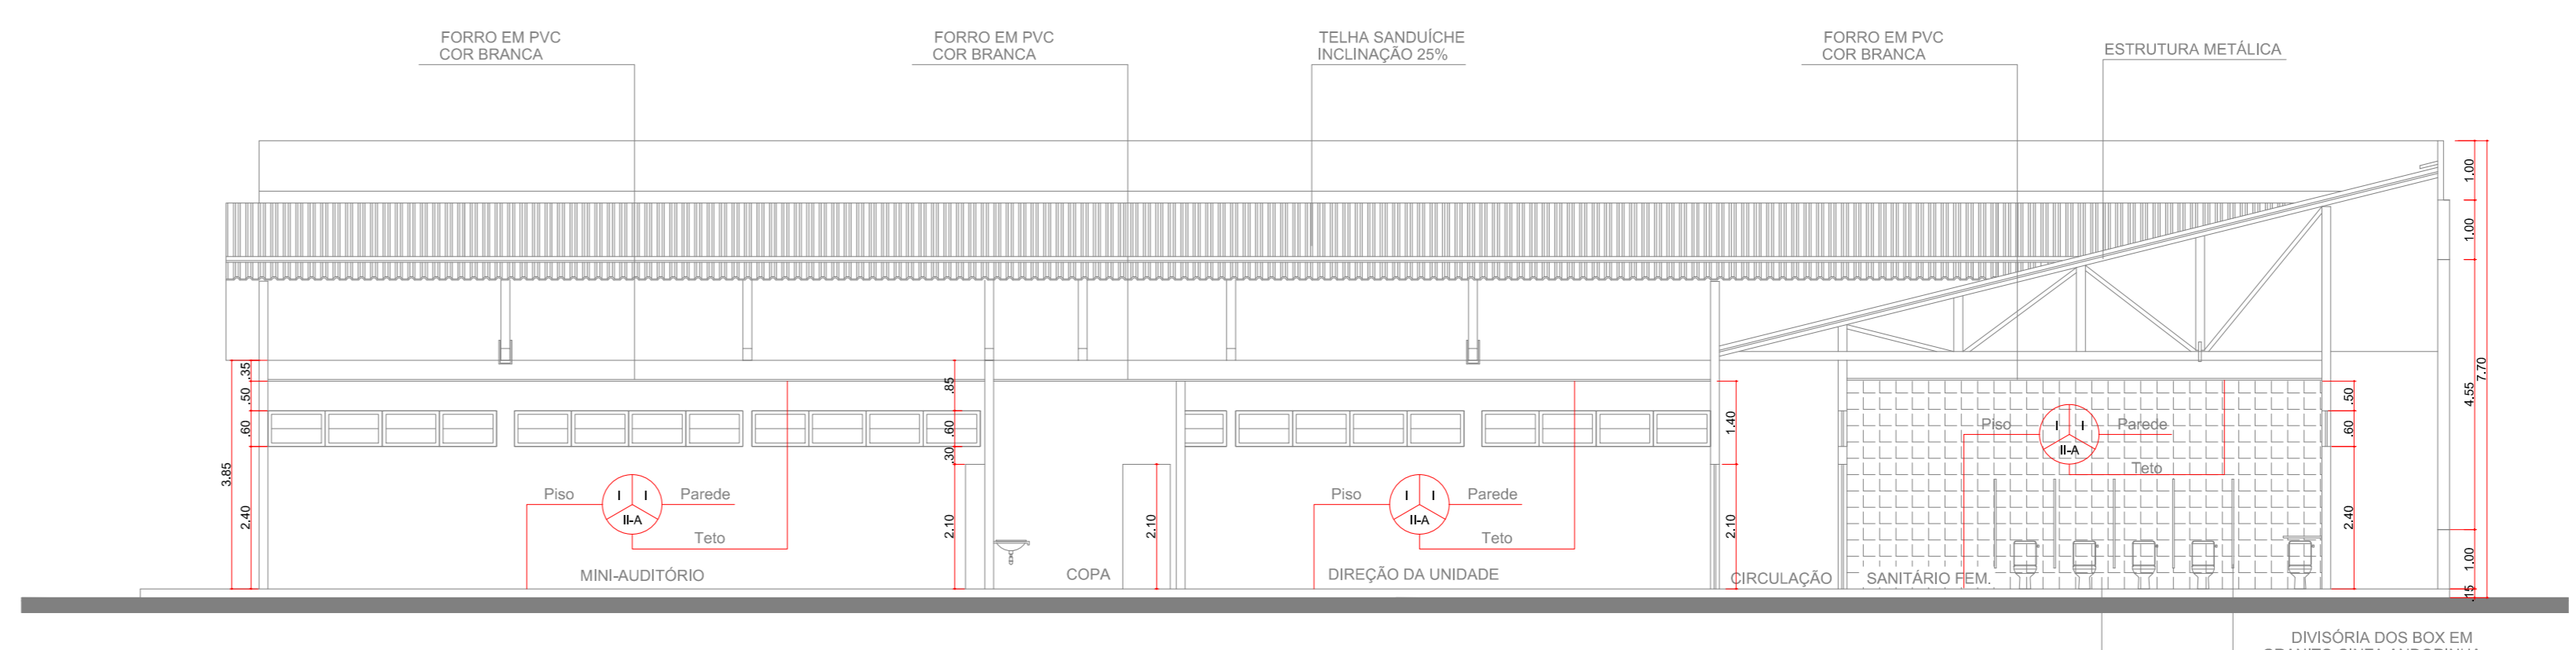 FORRO EM PVC
COR BRANCA
FORRO EM PVC
COR BRANCA
TELHA SANDUÍCHE
INCLINAÇÃO 25%
FORRO EM PVC
COR BRANCA
ESTRUTURA METÁLICA
1.00
1.00
7.70
4.55
1.00
.15
.35
.50
.60
3.85
2.40
.85
.60
.30
2.10
2.10
1.40
2.10
.50
.60
2.40
Piso
I I
II-A
Parede
Teto
MINI-AUDITÓRIO
COPA
Piso
I I
II-A
Parede
Teto
DIREÇÃO DA UNIDADE
CIRCULAÇÃO
Piso
I I
II-A
Parede
Teto
SANITÁRIO FEM.
DIVISÓRIA DOS BOX EM
GRANITO CINZA ANDORINHA